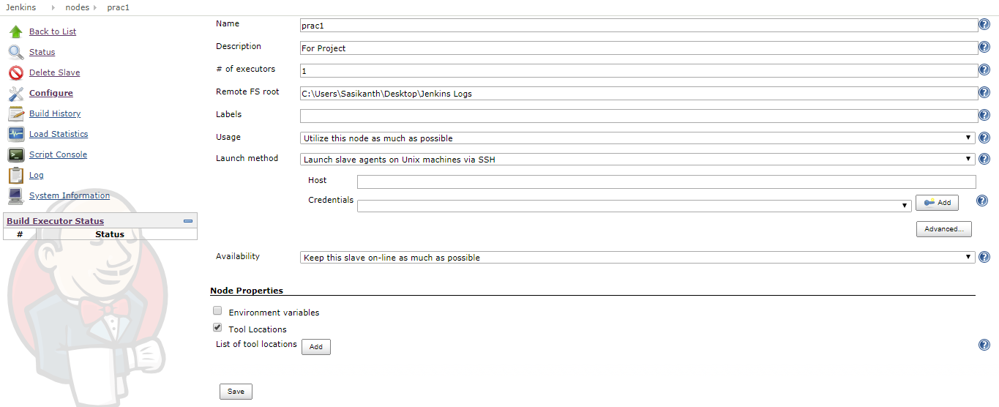 Jenkins nodes prac1
Back to List
Status
Delete Slave
Configure
Build History
Load Statistics
Script Console
Log
System Information
Build Executor Status
# Status
Name prac1
Description For Project
# of executors 1
Remote FS root C:\Users\Sasikanth\Desktop\Jenkins Logs
Labels
Usage Utilize this node as much as possible
Launch method Launch slave agents on Unix machines via SSH
Host
Credentials Add
Advanced...
Availability Keep this slave on-line as much as possible
Node Properties
Environment variables
Tool Locations
List of tool locations Add
Save